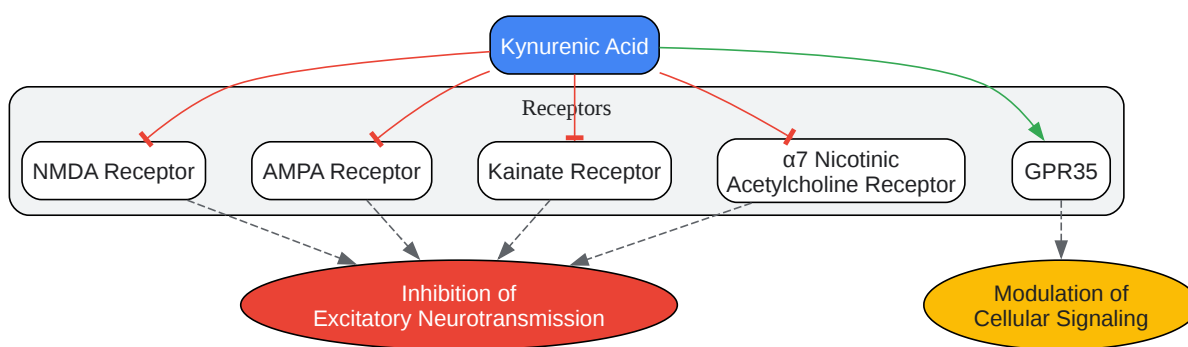 Kynurenic Acid
Receptors
NMDA Receptor
AMPA Receptor
Kainate Receptor
α7 Nicotinic
Acetylcholine Receptor
GPR35
Inhibition of
Excitatory Neurotransmission
Modulation of
Cellular Signaling